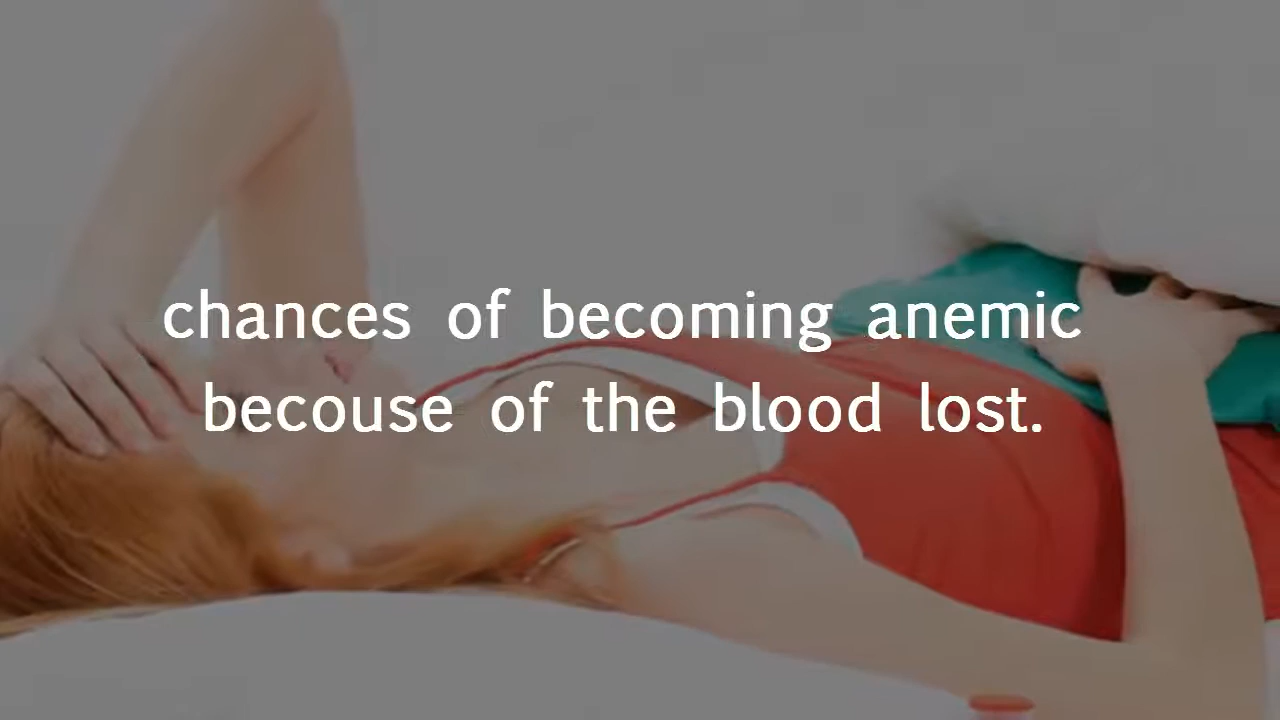 chances of becoming anemic
becouse of the blood lost.